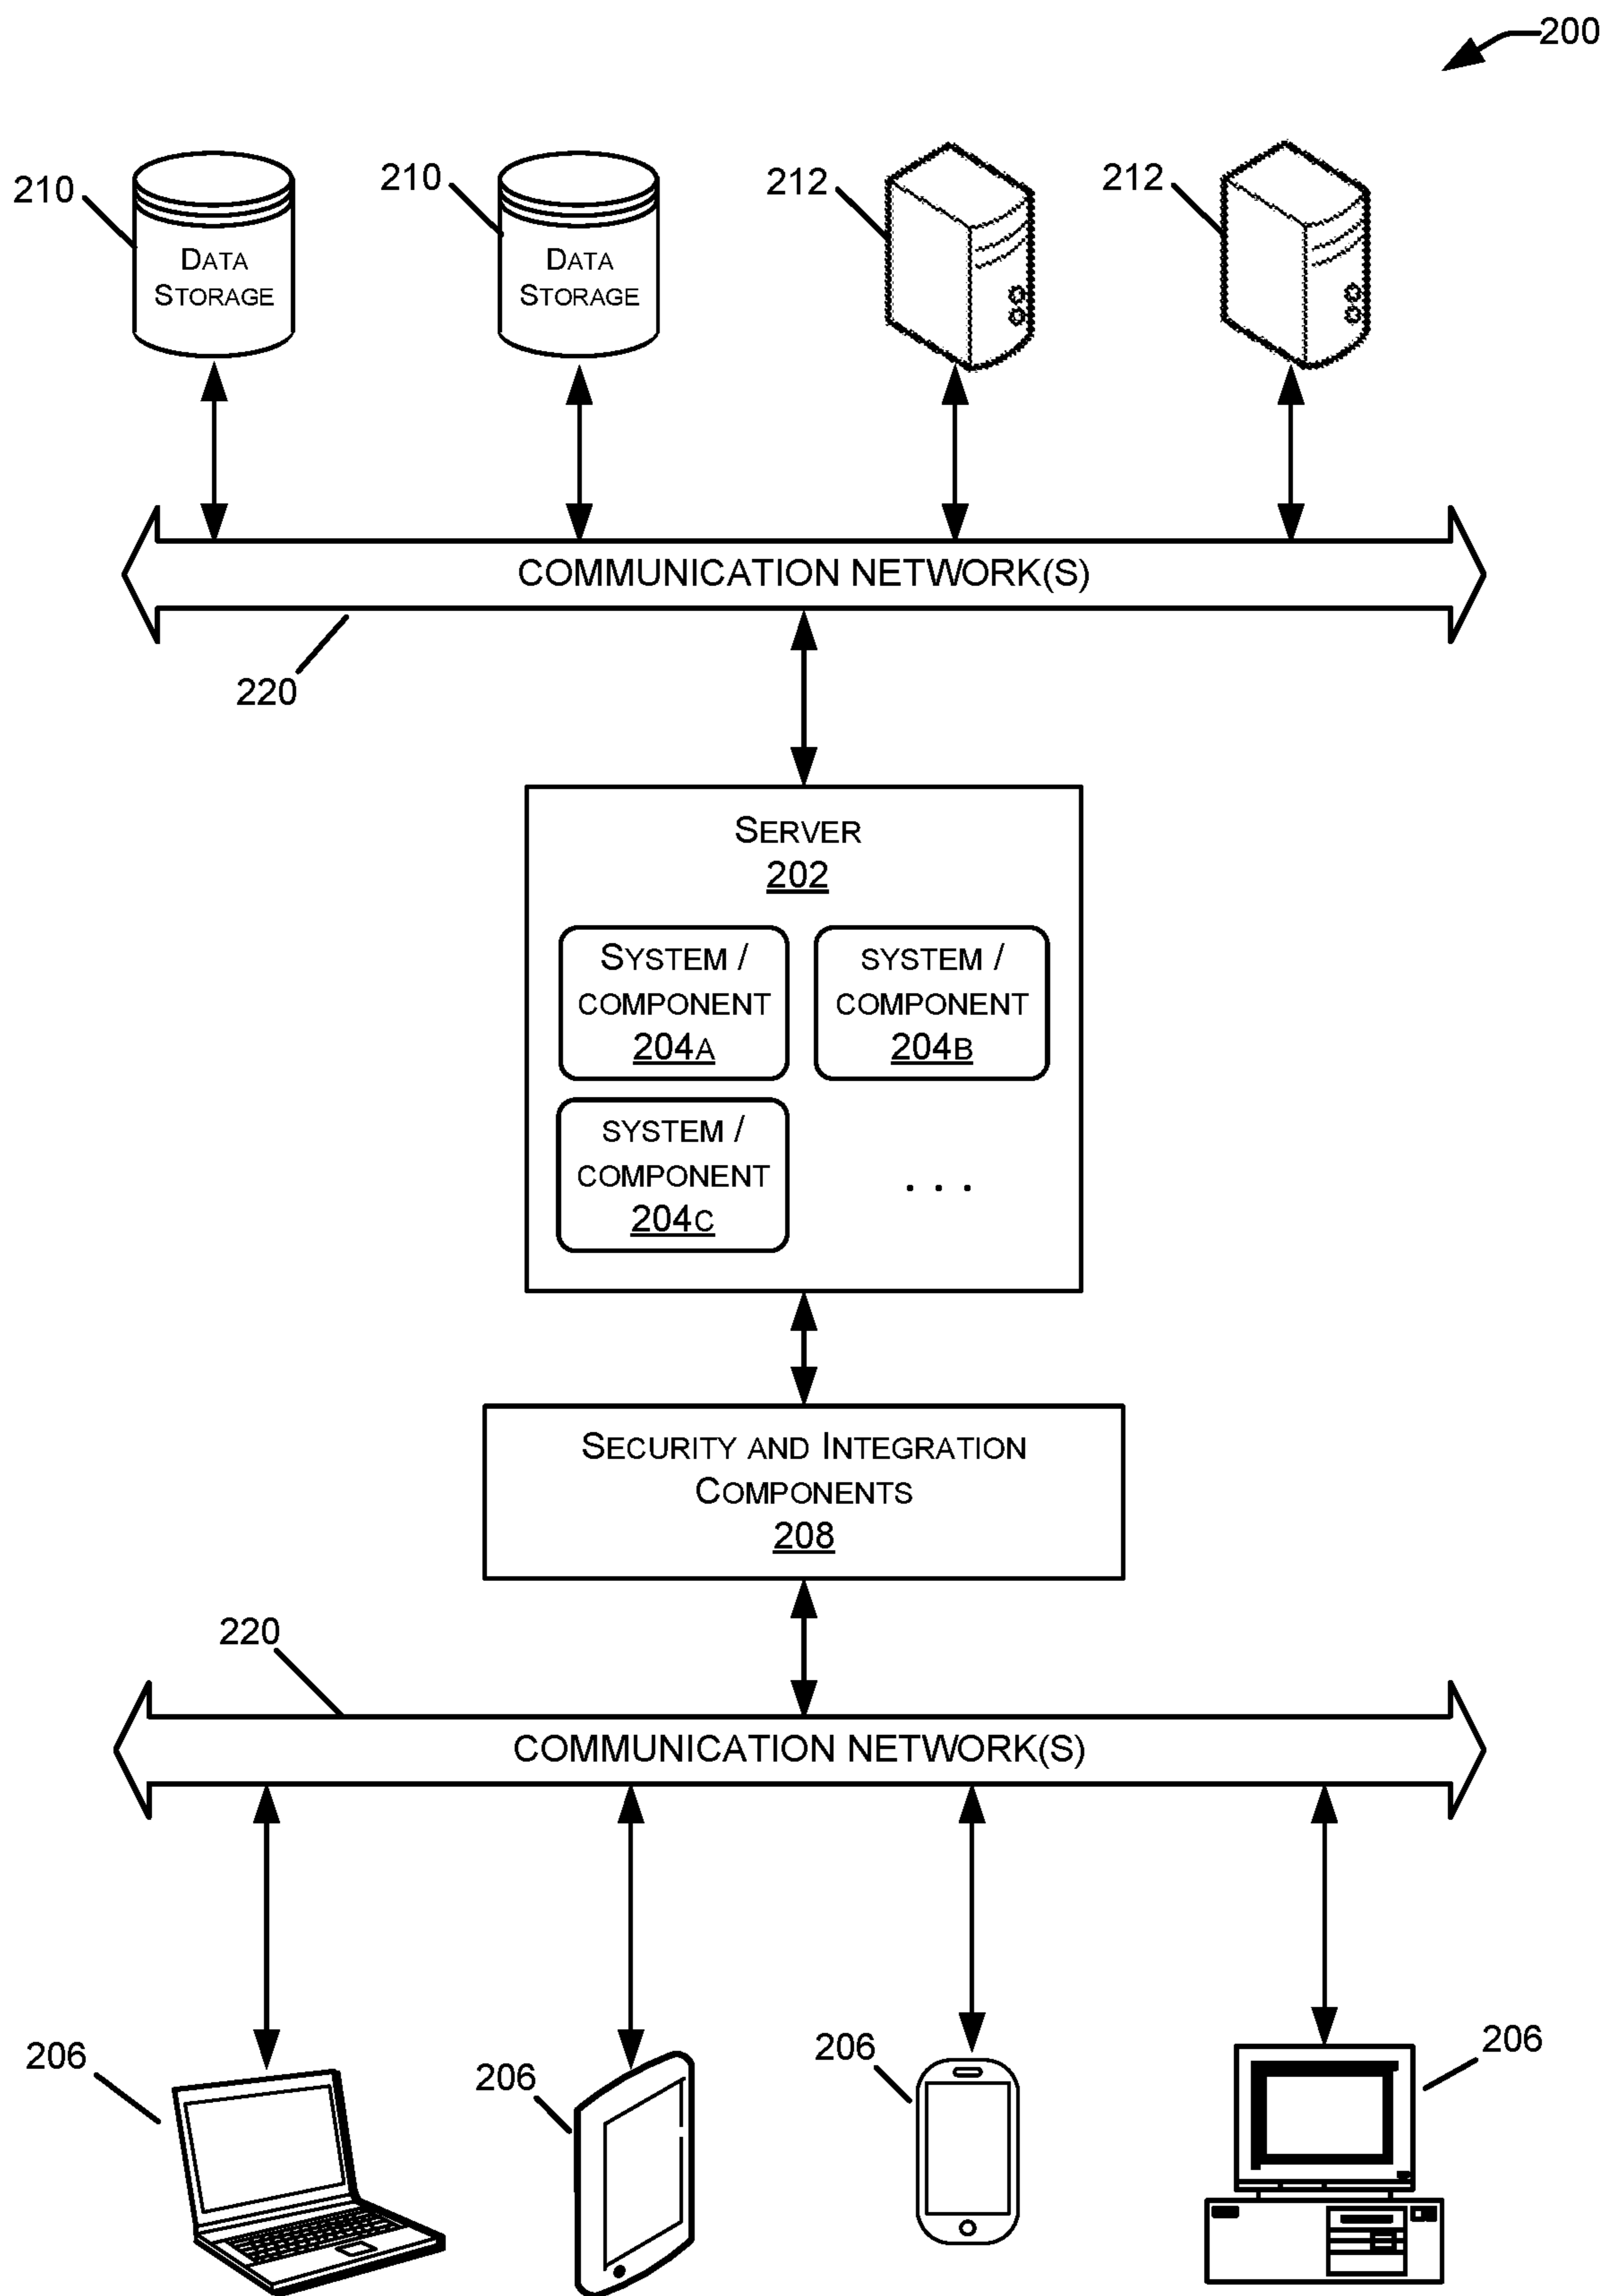 200
210
210
212
212
DATA
STORAGE
DATA
STORAGE
COMMUNICATION NETWORK(S)
220
SERVER
202
SYSTEM /
COMPONENT
204A
SYSTEM /
COMPONENT
204B
SYSTEM /
COMPONENT
204C
. . .
SECURITY AND INTEGRATION
COMPONENTS
208
220
COMMUNICATION NETWORK(S)
206
206
206
206